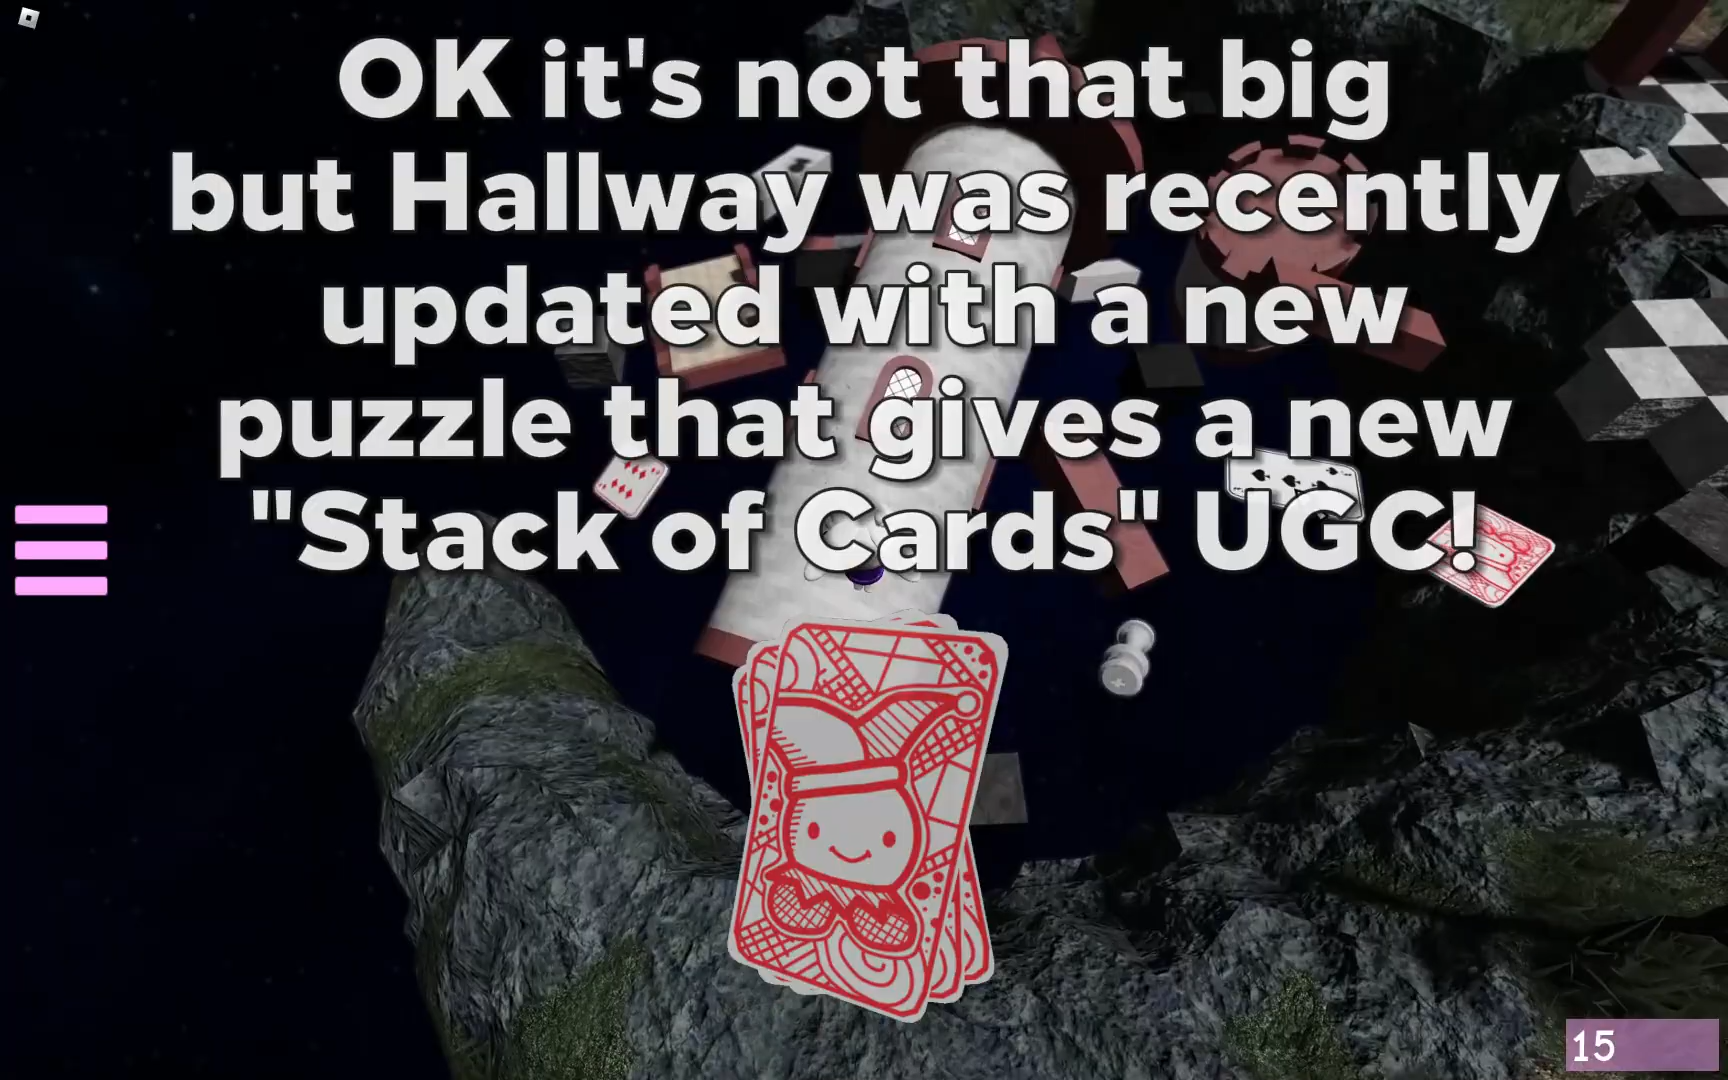 OK it's not that big
but Hallway was recently
updated with a new
puzzle that gives a new
"Stack of Cards" UGC!
15